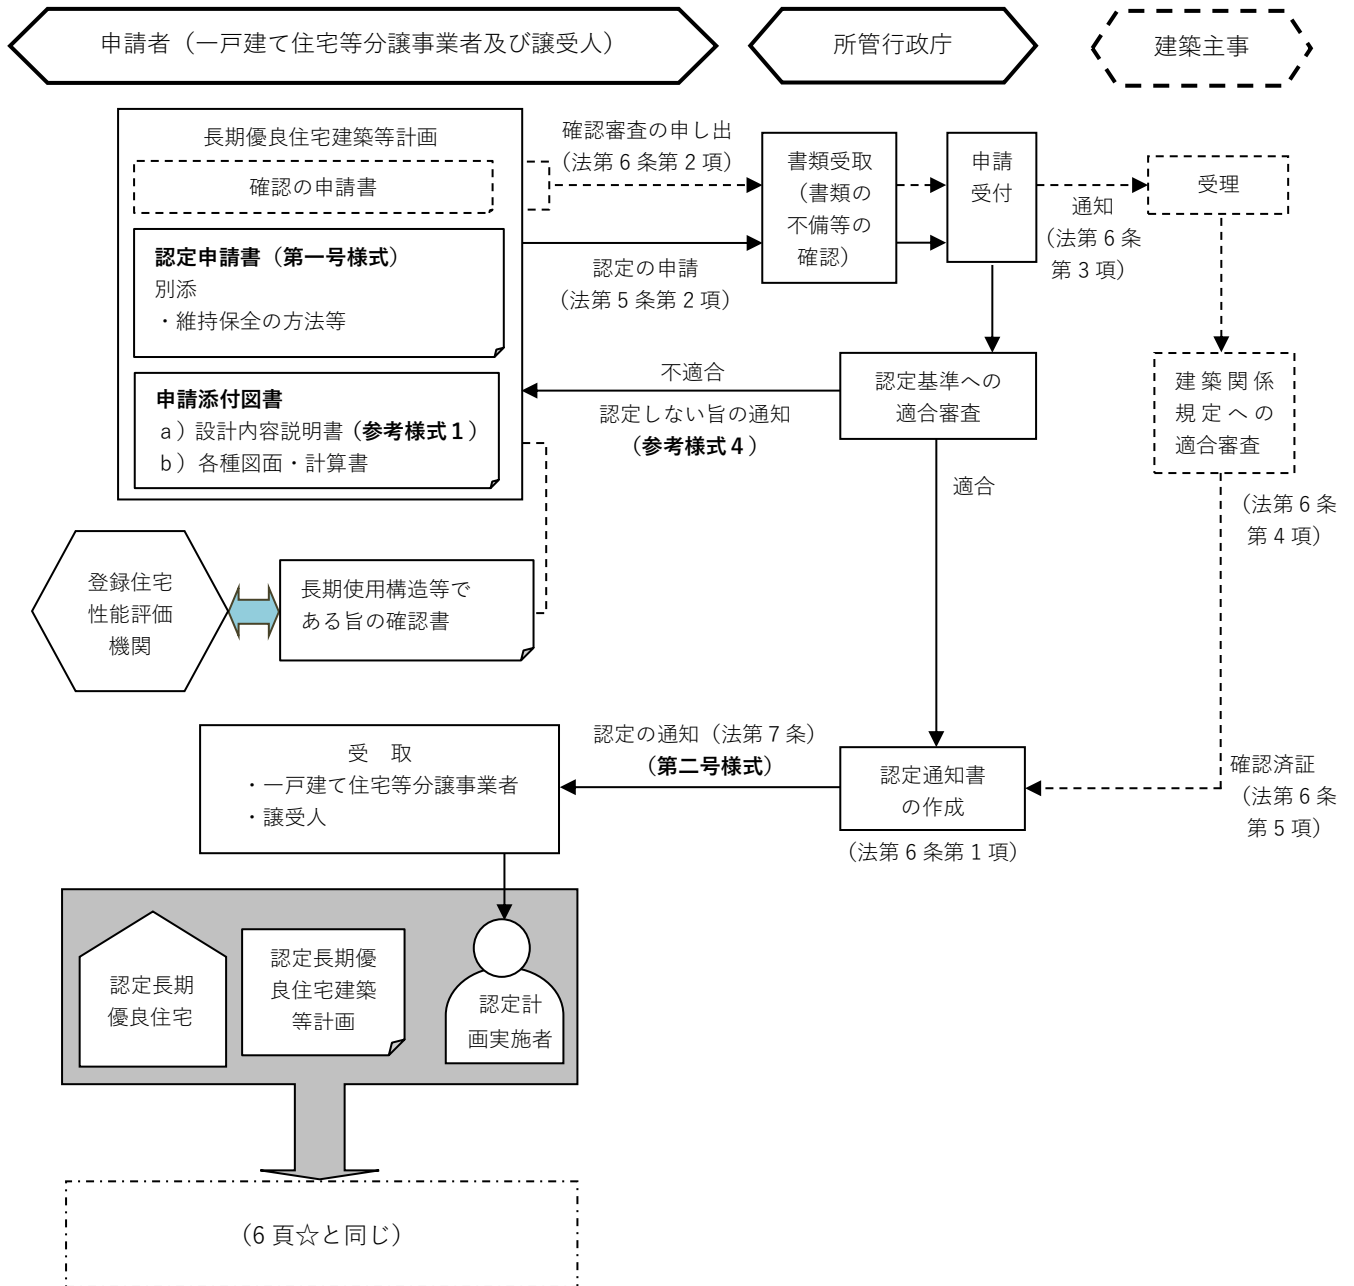 申請者（一戸建て住宅等分譲事業者及び譲受人）
所管行政庁
建築主事
長期優良住宅建築等計画
確認の申請書
認定申請書（第一号様式）
別添
・維持保全の方法等
申請添付図書
a）設計内容説明書（参考様式１）
b）各種図面・計算書
確認審査の申し出
（法第６条第２項）
認定の申請
（法第５条第２項）
書類受取
（書類の
不備等の
確認）
申請
受付
通知
（法第６条
第３項）
受理
不適合
認定しない旨の通知
（参考様式４）
認定基準への
適合審査
適合
建築関係
規定への
適合審査
（法第６条
第４項）
登録住宅
性能評価
機関
長期使用構造等で
ある旨の確認書
受　取
・一戸建て住宅等分譲事業者
・譲受人
認定の通知（法第７条）
（第二号様式）
認定通知書
の作成
（法第６条第１項）
確認済証
（法第６条
第５項）
認定長期
優良住宅
認定長期優
良住宅建築
等計画
認定計
画実施者
（6 頁☆と同じ）